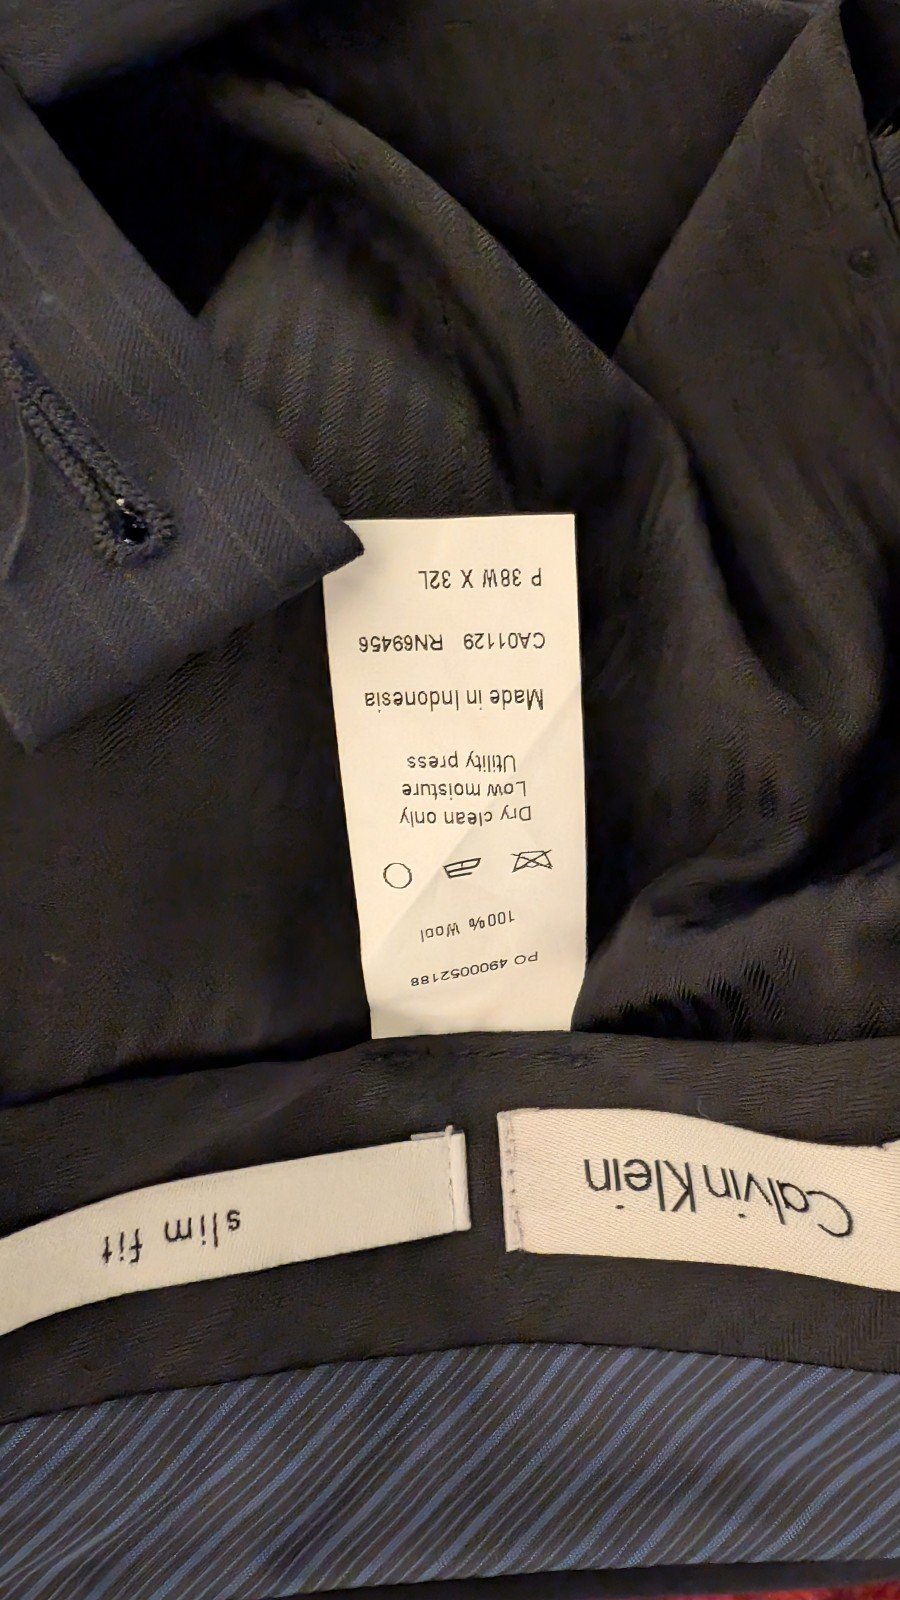 Calvin Klein
slim fit
PO 4900052188
100% Wool
Dry clean only
Low moisture
Utility press
Made in Indonesia
CA01129 RN69456
P 38W X 32L